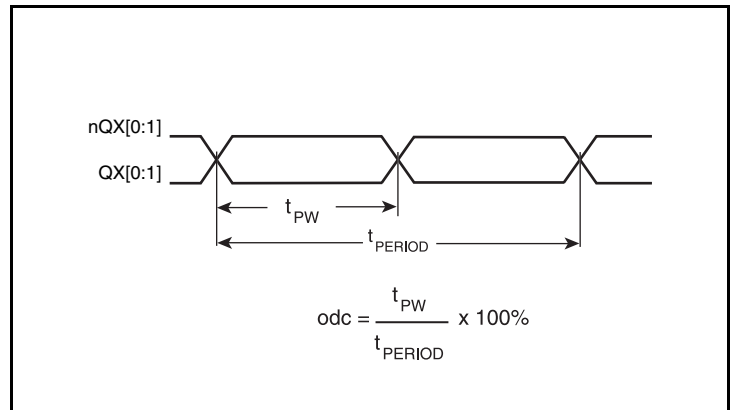 nQX[0:1]
QX[0:1]
tPW
tPERIOD
odc = tPW / tPERIOD x 100%